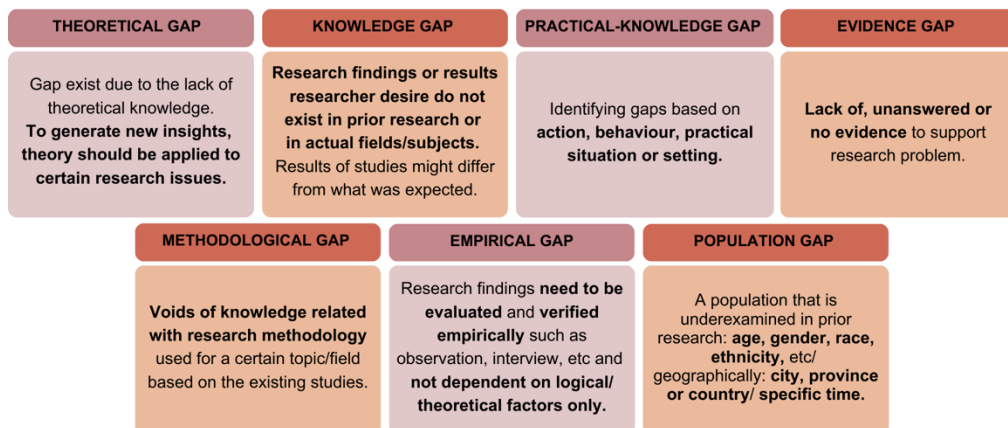 THEORETICAL GAP
Gap exist due to the lack of
theoretical knowledge.
To generate new insights,
theory should be applied to
certain research issues.
KNOWLEDGE GAP
Research findings or results
researcher desire do not
exist in prior research or
in actual fields/subjects.
Results of studies might differ
from what was expected.
PRACTICAL-KNOWLEDGE GAP
Identifying gaps based on
action, behaviour, practical
situation or setting.
EVIDENCE GAP
Lack of, unanswered or
no evidence to support
research problem.
METHODOLOGICAL GAP
Voids of knowledge related
with research methodology
used for a certain topic/field
based on the existing studies.
EMPIRICAL GAP
Research findings need to be
evaluated and verified
empirically such as
observation, interview, etc and
not dependent on logical/
theoretical factors only.
POPULATION GAP
A population that is
underexamined in prior
research: age, gender, race,
ethnicity, etc/
geographically: city, province
or country/ specific time.